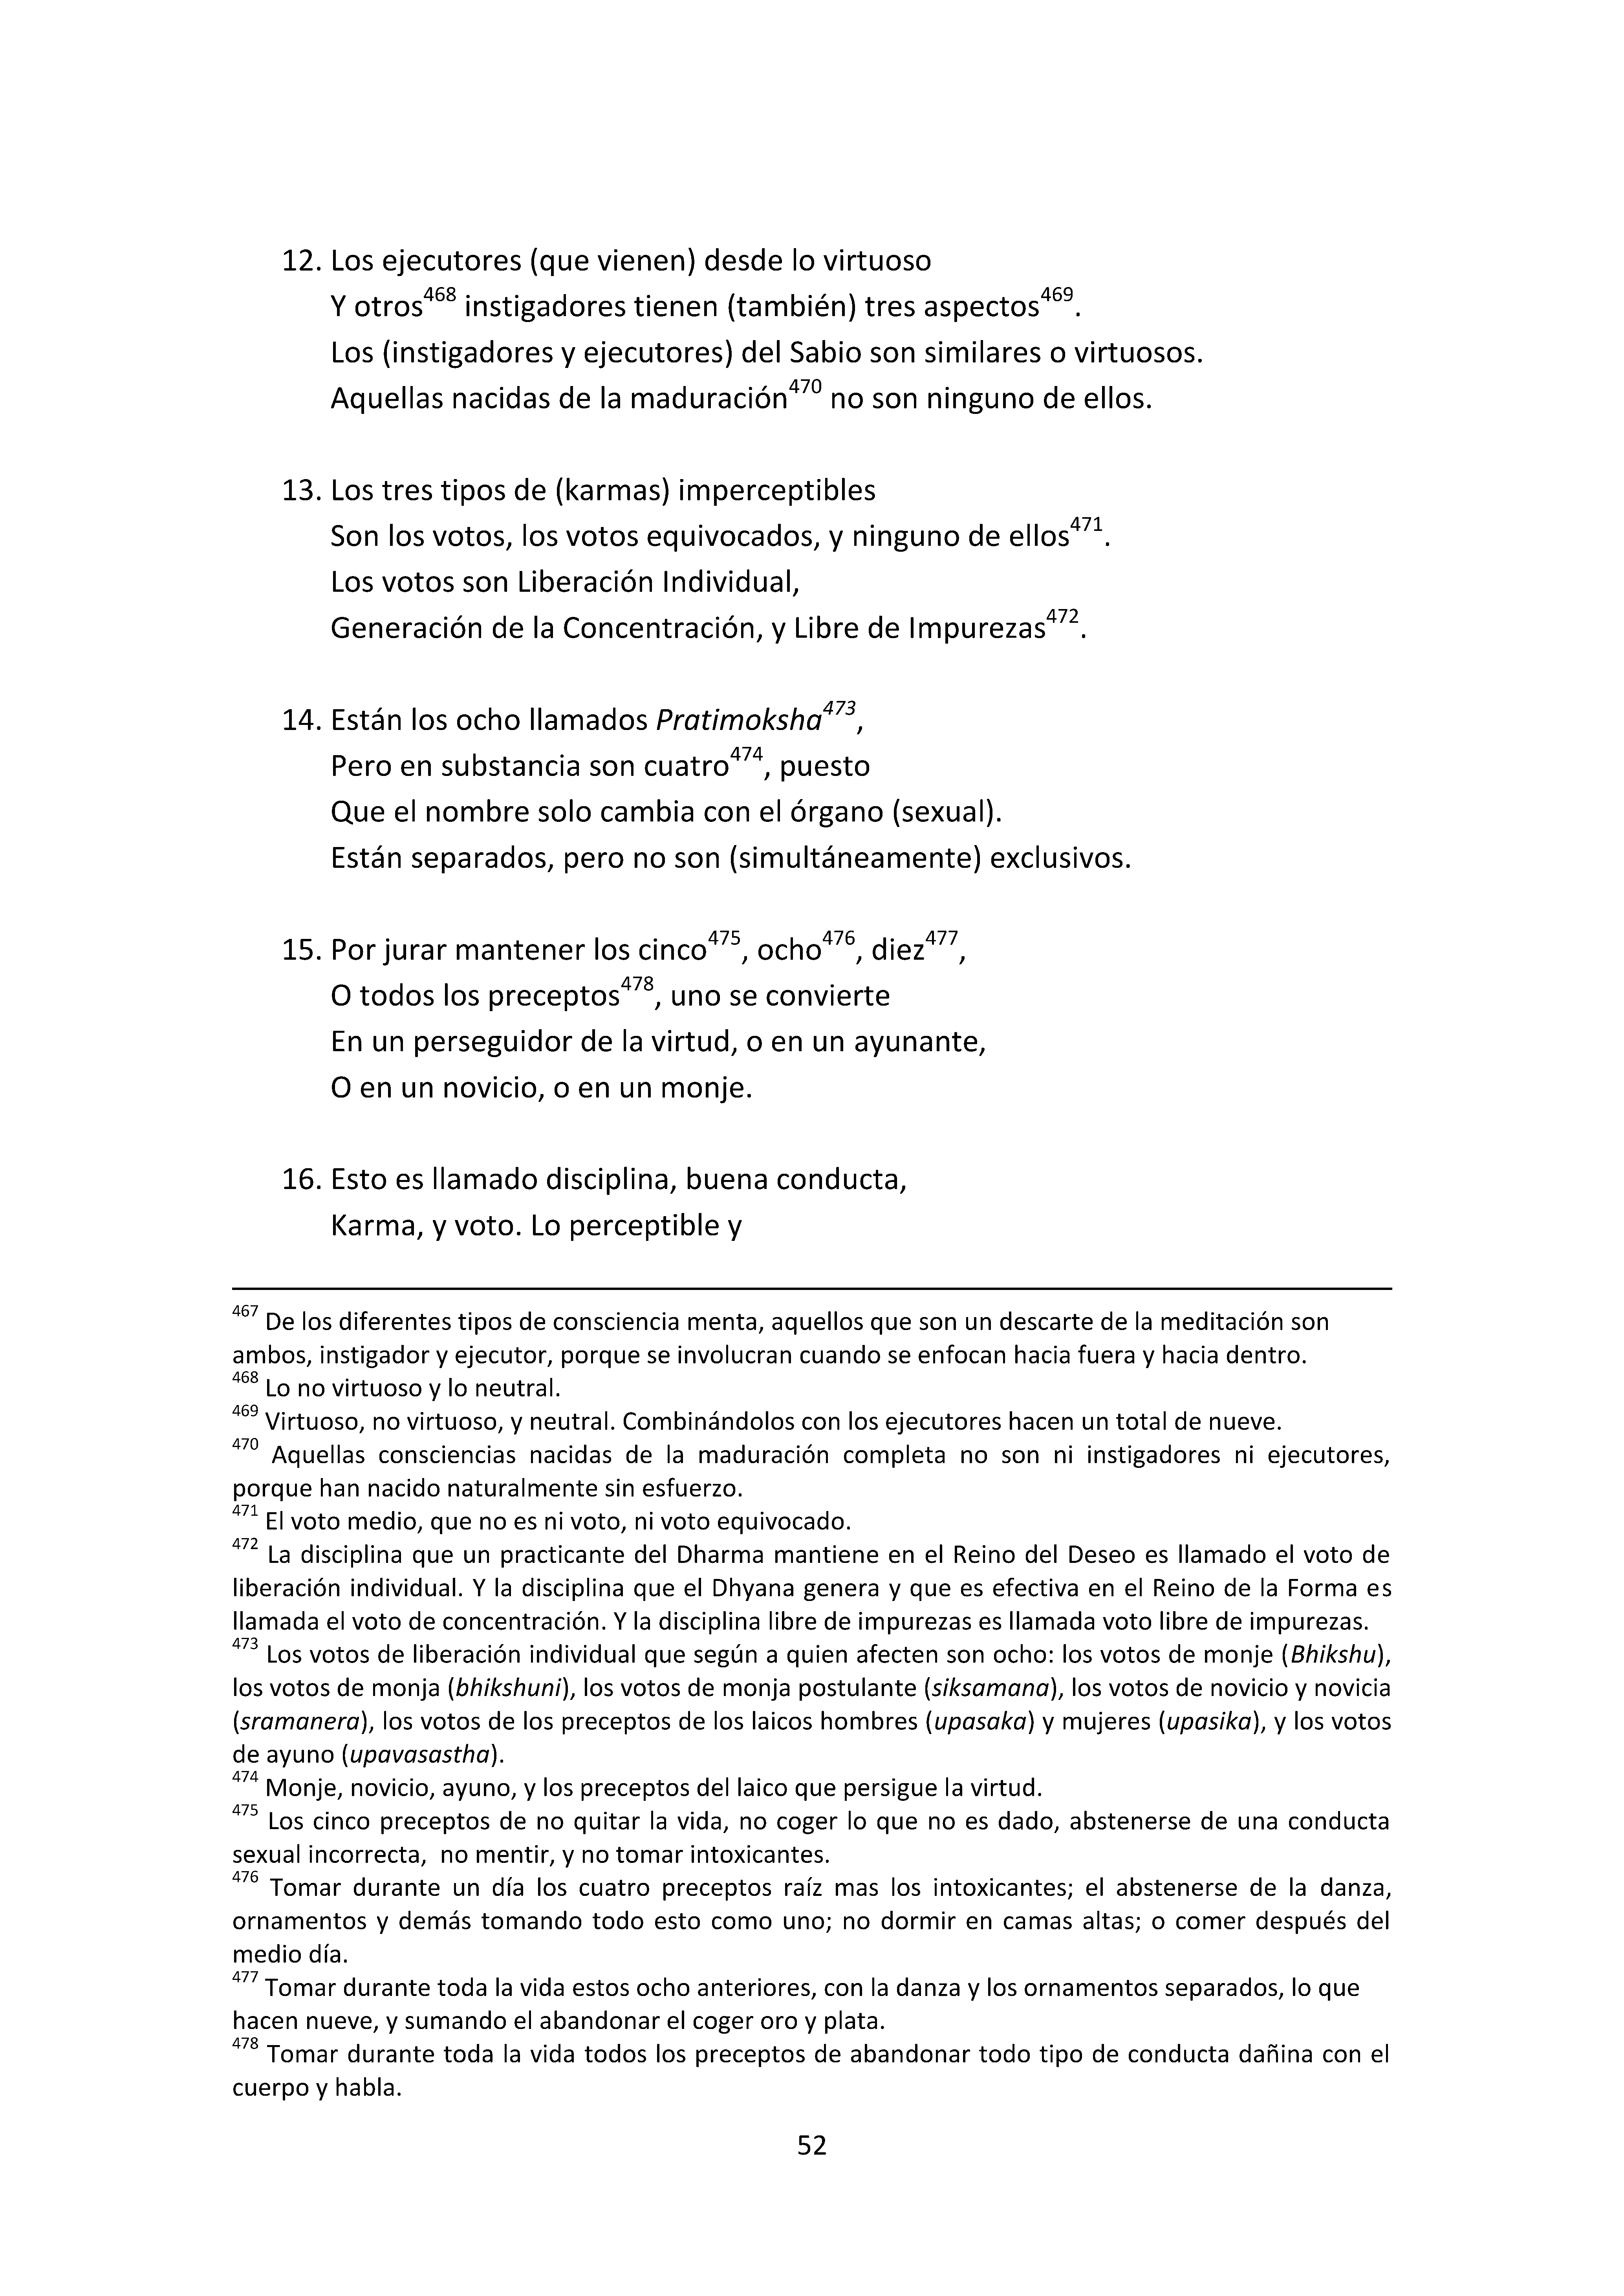 12. Los ejecutores (que vienen) desde lo virtuoso
Y otros468 instigadores tienen (también) tres aspectos469.
Los (instigadores y ejecutores) del Sabio son similares o virtuosos.
Aquellas nacidas de la maduración470 no son ninguno de ellos.
13. Los tres tipos de (karmas) imperceptibles
Son los votos, los votos equivocados, y ninguno de ellos471.
Los votos son Liberación Individual,
Generación de la Concentración, y Libre de Impurezas472.
14. Están los ocho llamados Pratimoksha473,
Pero en substancia son cuatro474, puesto
Que el nombre solo cambia con el órgano (sexual).
Están separados, pero no son (simultáneamente) exclusivos.
15. Por jurar mantener los cinco475, ocho476, diez477,
O todos los preceptos478, uno se convierte
En un perseguidor de la virtud, o en un ayunante,
O en un novicio, o en un monje.
16. Esto es llamado disciplina, buena conducta,
Karma, y voto. Lo perceptible y
467 De los diferentes tipos de consciencia menta, aquellos que son un descarte de la meditación son
ambos, instigador y ejecutor, porque se involucran cuando se enfocan hacia fuera y hacia dentro.
468 Lo no virtuoso y lo neutral.
469 Virtuoso, no virtuoso, y neutral. Combinándolos con los ejecutores hacen un total de nueve.
470 Aquellas consciencias nacidas de la maduración completa no son ni instigadores ni ejecutores,
porque han nacido naturalmente sin esfuerzo.
471 El voto medio, que no es ni voto, ni voto equivocado.
472 La disciplina que un practicante del Dharma mantiene en el Reino del Deseo es llamado el voto de
liberación individual. Y la disciplina que el Dhyana genera y que es efectiva en el Reino de la Forma es
llamada el voto de concentración. Y la disciplina libre de impurezas es llamada voto libre de impurezas.
473 Los votos de liberación individual que según a quien afecten son ocho: los votos de monje (Bhikshu),
los votos de monja (bhikshuni), los votos de monja postulante (siksamana), los votos de novicio y novicia
(sramanera), los votos de los preceptos de los laicos hombres (upasaka) y mujeres (upasika), y los votos
de ayuno (upavasastha).
474 Monje, novicio, ayuno, y los preceptos del laico que persigue la virtud.
475 Los cinco preceptos de no quitar la vida, no coger lo que no es dado, abstenerse de una conducta
sexual incorrecta, no mentir, y no tomar intoxicantes.
476 Tomar durante un día los cuatro preceptos raíz mas los intoxicantes; el abstenerse de la danza,
ornamentos y demás tomando todo esto como uno; no dormir en camas altas; o comer después del
medio día.
477 Tomar durante toda la vida estos ocho anteriores, con la danza y los ornamentos separados, lo que
hacen nueve, y sumando el abandonar el coger oro y plata.
478 Tomar durante toda la vida todos los preceptos de abandonar todo tipo de conducta dañina con el
cuerpo y habla.
52